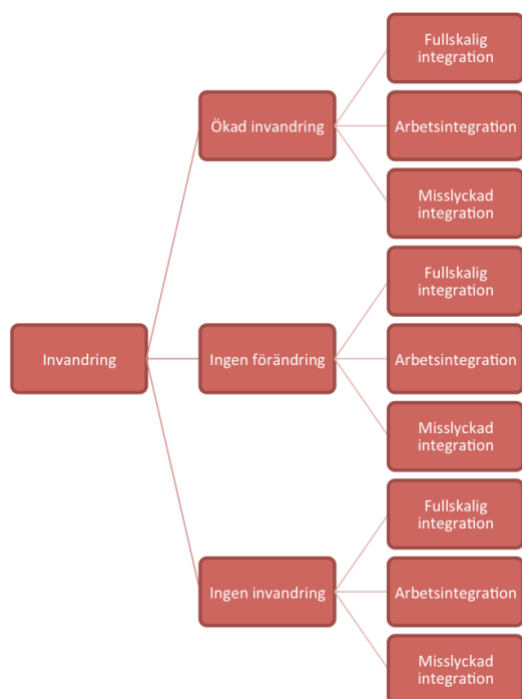 Fullskalig
integration
Ökad invandring
Arbetsintegration
Misslyckad
integration
Fullskalig
integration
Invandring
Ingen förändring
Arbetsintegration
Misslyckad
integration
Fullskalig
integration
Ingen invandring
Arbetsintegration
Misslyckad
integration